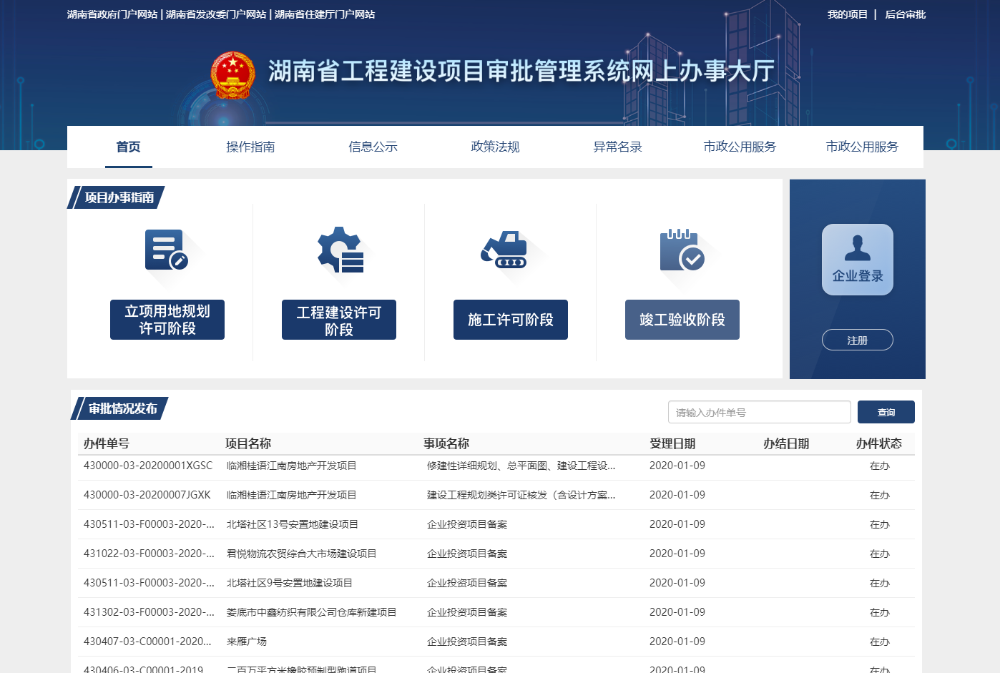 湖南省政府门户网站 | 湖南省发改委门户网站 | 湖南省住建厅门户网站
我的项目 | 后台审批
湖南省工程建设项目审批管理系统网上办事大厅
首页 操作指南 信息公示 政策法规 异常名录 市政公用服务 市政公用服务
项目办事指南
立项用地规划
许可阶段
工程建设许可
阶段
施工许可阶段
竣工验收阶段
企业登录
注册
审批情况发布
请输入办件单号 查询
办件单号 项目名称 事项名称 受理日期 办结日期 办件状态
430000-03-20200001XGSC 临湘桂语江南房地产开发项目 修建性详细规划、总平面图、建设工程设... 2020-01-09 在办
430000-03-20200007JGXK 临湘桂语江南房地产开发项目 建设工程规划类许可证核发（含设计方案... 2020-01-09 在办
430511-03-F00003-2020-... 北塔社区13号安置地建设项目 企业投资项目备案 2020-01-09 在办
431022-03-F00003-2020-... 君悦物流农贸综合大市场建设项目 企业投资项目备案 2020-01-09 在办
430511-03-F00003-2020-... 北塔社区9号安置地建设项目 企业投资项目备案 2020-01-09 在办
431302-03-F00003-2020-... 娄底市中鑫纺织有限公司仓库新建项目 企业投资项目备案 2020-01-09 在办
430407-03-C00001-2020... 来雁广场 企业投资项目备案 2020-01-09 在办
430406-03-C00001-2019 二百万平方米橡胶预制型跑道项目 企业投资项目备案 2020-01-09 在办